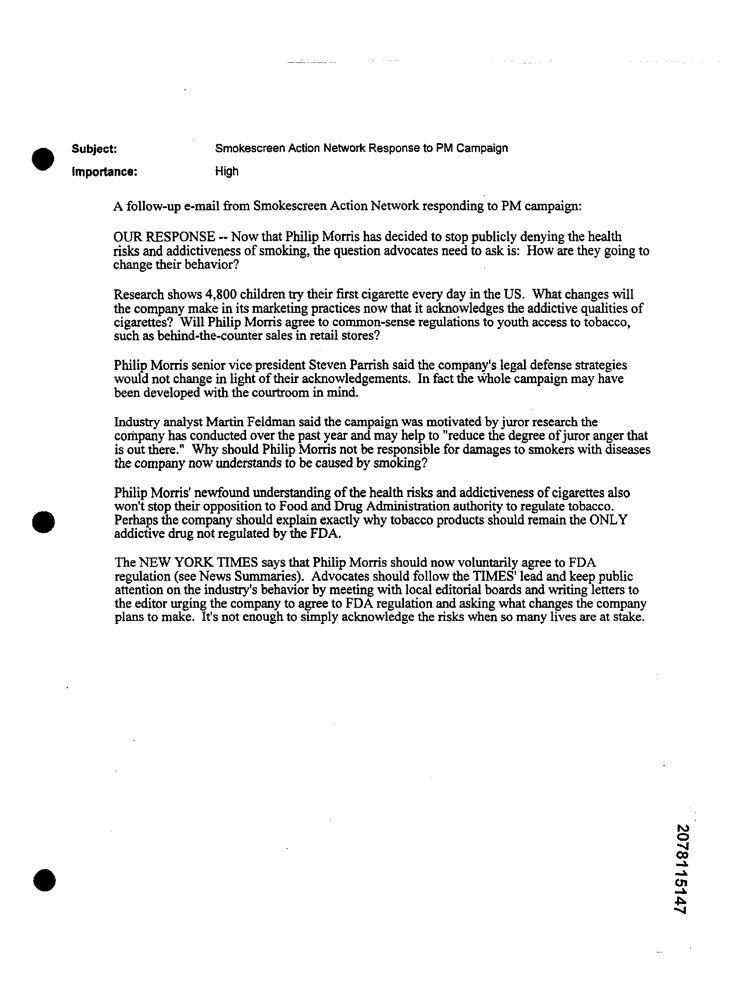 Subject: Smokescreen Action Network Response to PM Campaign
Importance: High
A follow-up e-mail from Smokescreen Action Network responding to PM campaign:
OUR RESPONSE -- Now that Philip Morris has decided to stop publicly denying the health
risks and addictiveness of smoking, the question advocates need to ask is: How are they going to
change their behavior?
Research shows 4,800 children try their first cigarette every day in the US. What changes will
the company make in its marketing practices now that it acknowledges the addictive qualities of
cigarettes? Will Philip Morris agree to common-sense regulations to youth access to tobacco,
such as behind-the-counter sales in retail stores?
Philip Morris senior vice president Steven Parrish said the company's legal defense strategies
would not change in light of their acknowledgements. In fact the whole campaign may have
been developed with the courtroom in mind.
Industry analyst Martin Feldman said the campaign was motivated by juror research the
company has conducted over the past year and may help to "reduce the degree of juror anger that
is out there." Why should Philip Morris not be responsible for damages to smokers with diseases
the company now understands to be caused by smoking?
Philip Morris' newfound understanding of the health risks and addictiveness of cigarettes also
won't stop their opposition to Food and Drug Administration authority to regulate tobacco.
Perhaps the company should explain exactly why tobacco products should remain the ONLY
addictive drug not regulated by the FDA.
The NEW YORK TIMES says that Philip Morris should now voluntarily agree to FDA
regulation (see News Summaries). Advocates should follow the TIMES' lead and keep public
attention on the industry's behavior by meeting with local editorial boards and writing letters to
the editor urging the company to agree to FDA regulation and asking what changes the company
plans to make. It's not enough to simply acknowledge the risks when so many lives are at stake.
2078115147